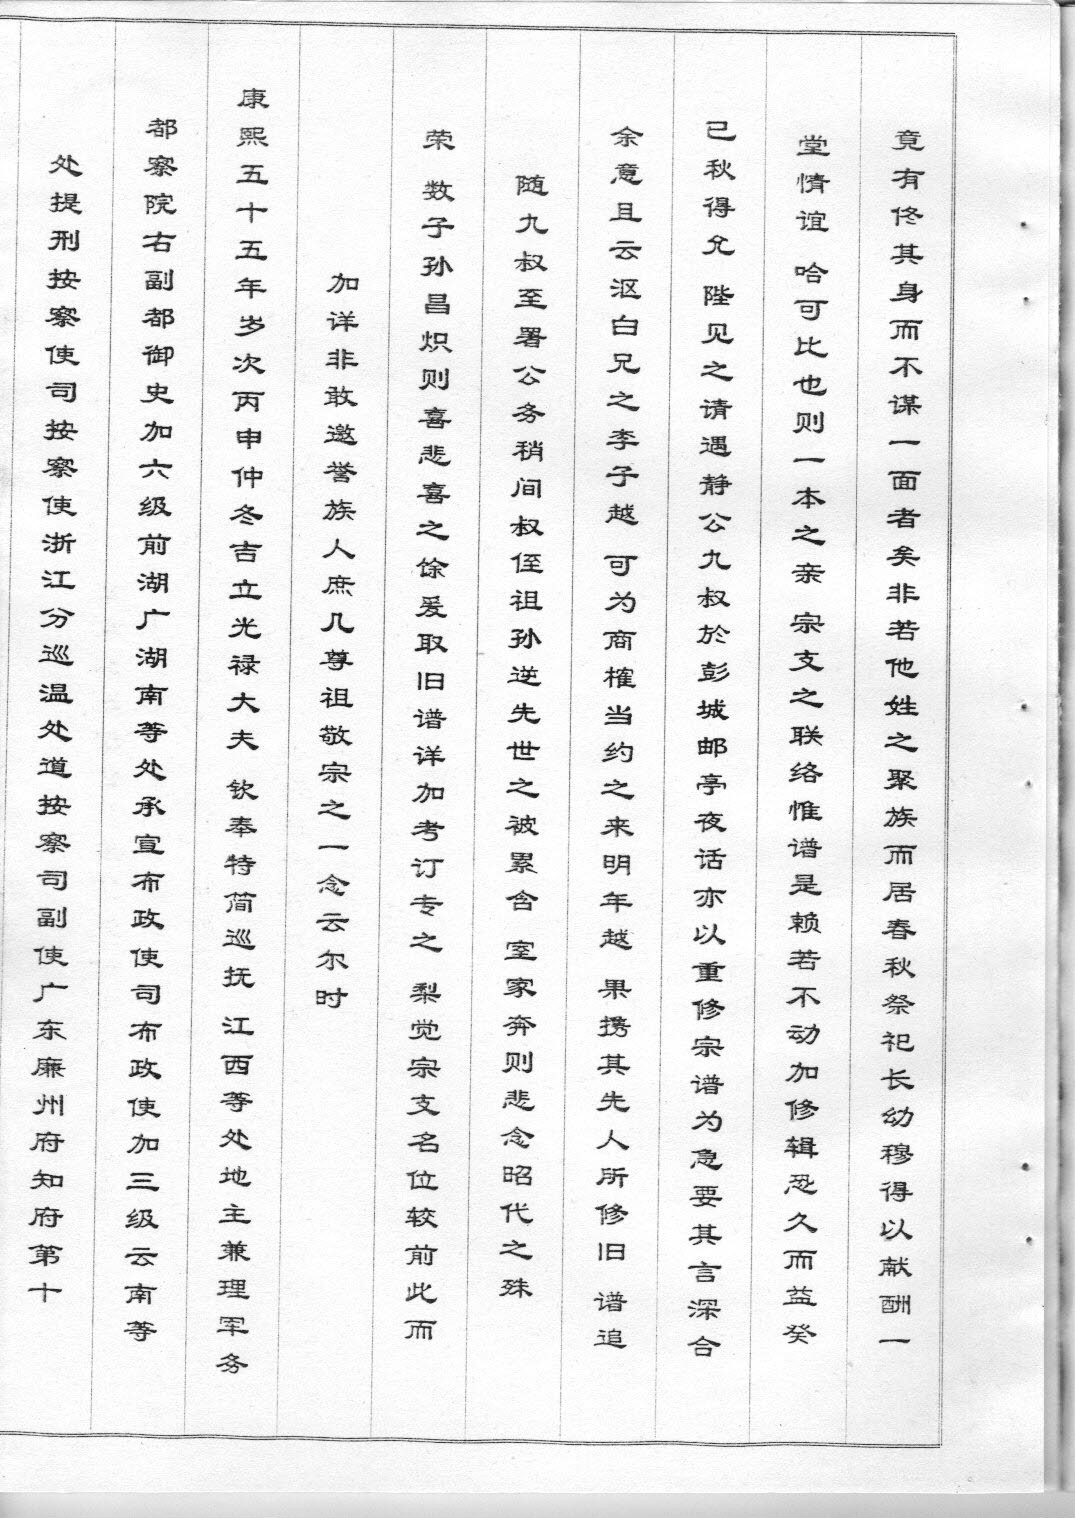 竟有佟其身而不谋一面者矣非若他姓之聚族而居春秋祭祀长幼穆得以献酬一
堂情谊 哈可比也则一本之亲 宗支之联络惟谱是赖若不动加修辑恐久而益癸
己秋得允 陛见之请遇静公九叔於彭城邮亭夜话亦以重修宗谱为急要其言深合
余意且云沤白兄之李子越 可为商榷当约之来明年越 果携其先人所修旧 谱追
随九叔至署公务稍间叔侄祖孙逆先世之被累含 室家奔则悲念昭代之殊
荣 数子孙昌炽则喜悲喜之馀爰取旧谱详加考订专之 梨觉宗支名位较前此而
加详非敢邀誉族人庶几尊祖敬宗之一念云尔时
康熙五十五年岁次丙申仲冬吉立光禄大夫 钦奉特简巡抚 江西等处地主兼理军务
都察院右副都御史加六级前湖广湖南等处承宣布政使司布政使加三级云南等
处提刑按察使司按察使浙江分巡温处道按察司副使广东廉州府知府第十